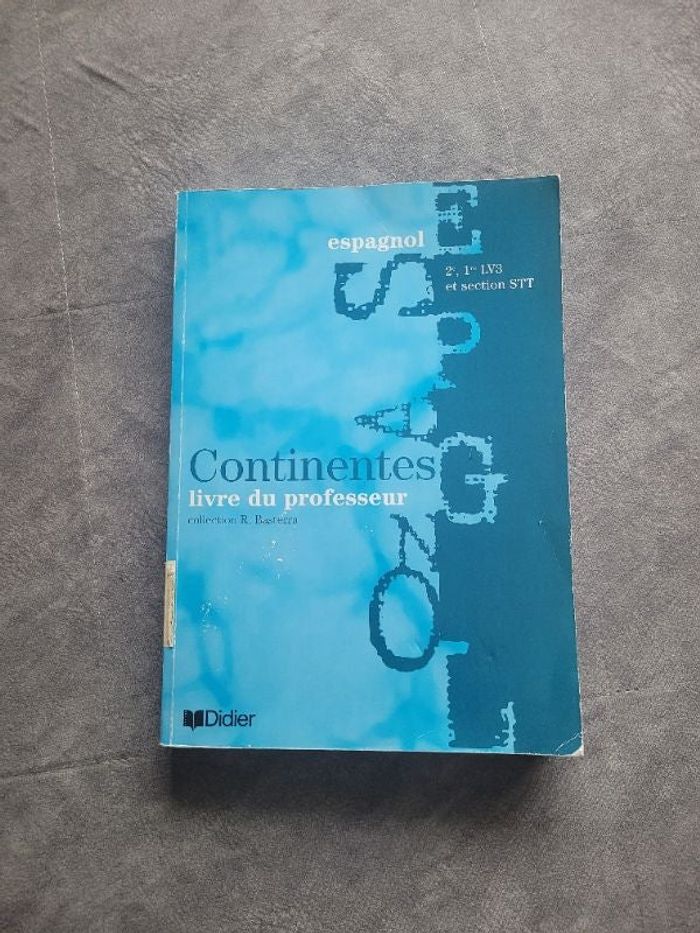 espagnol
2e, 1re LV3
et section STT
Continentes
livre du professeur
collection R. Basterra
Didier